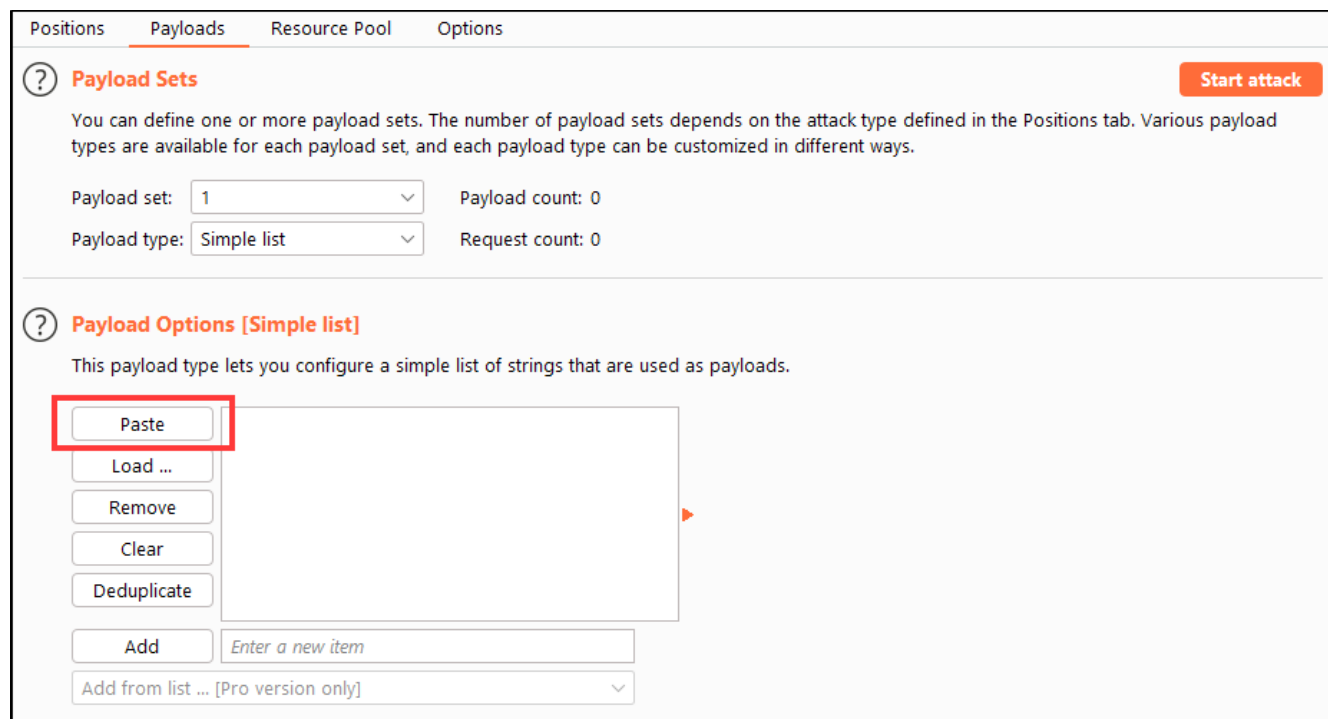 Positions Payloads Resource Pool Options
? Payload Sets Start attack
You can define one or more payload sets. The number of payload sets depends on the attack type defined in the Positions tab. Various payload
types are available for each payload set, and each payload type can be customized in different ways.
Payload set: 1 Payload count: 0
Payload type: Simple list Request count: 0
? Payload Options [Simple list]
This payload type lets you configure a simple list of strings that are used as payloads.
Paste
Load ...
Remove
Clear
Deduplicate
Add Enter a new item
Add from list ... [Pro version only]